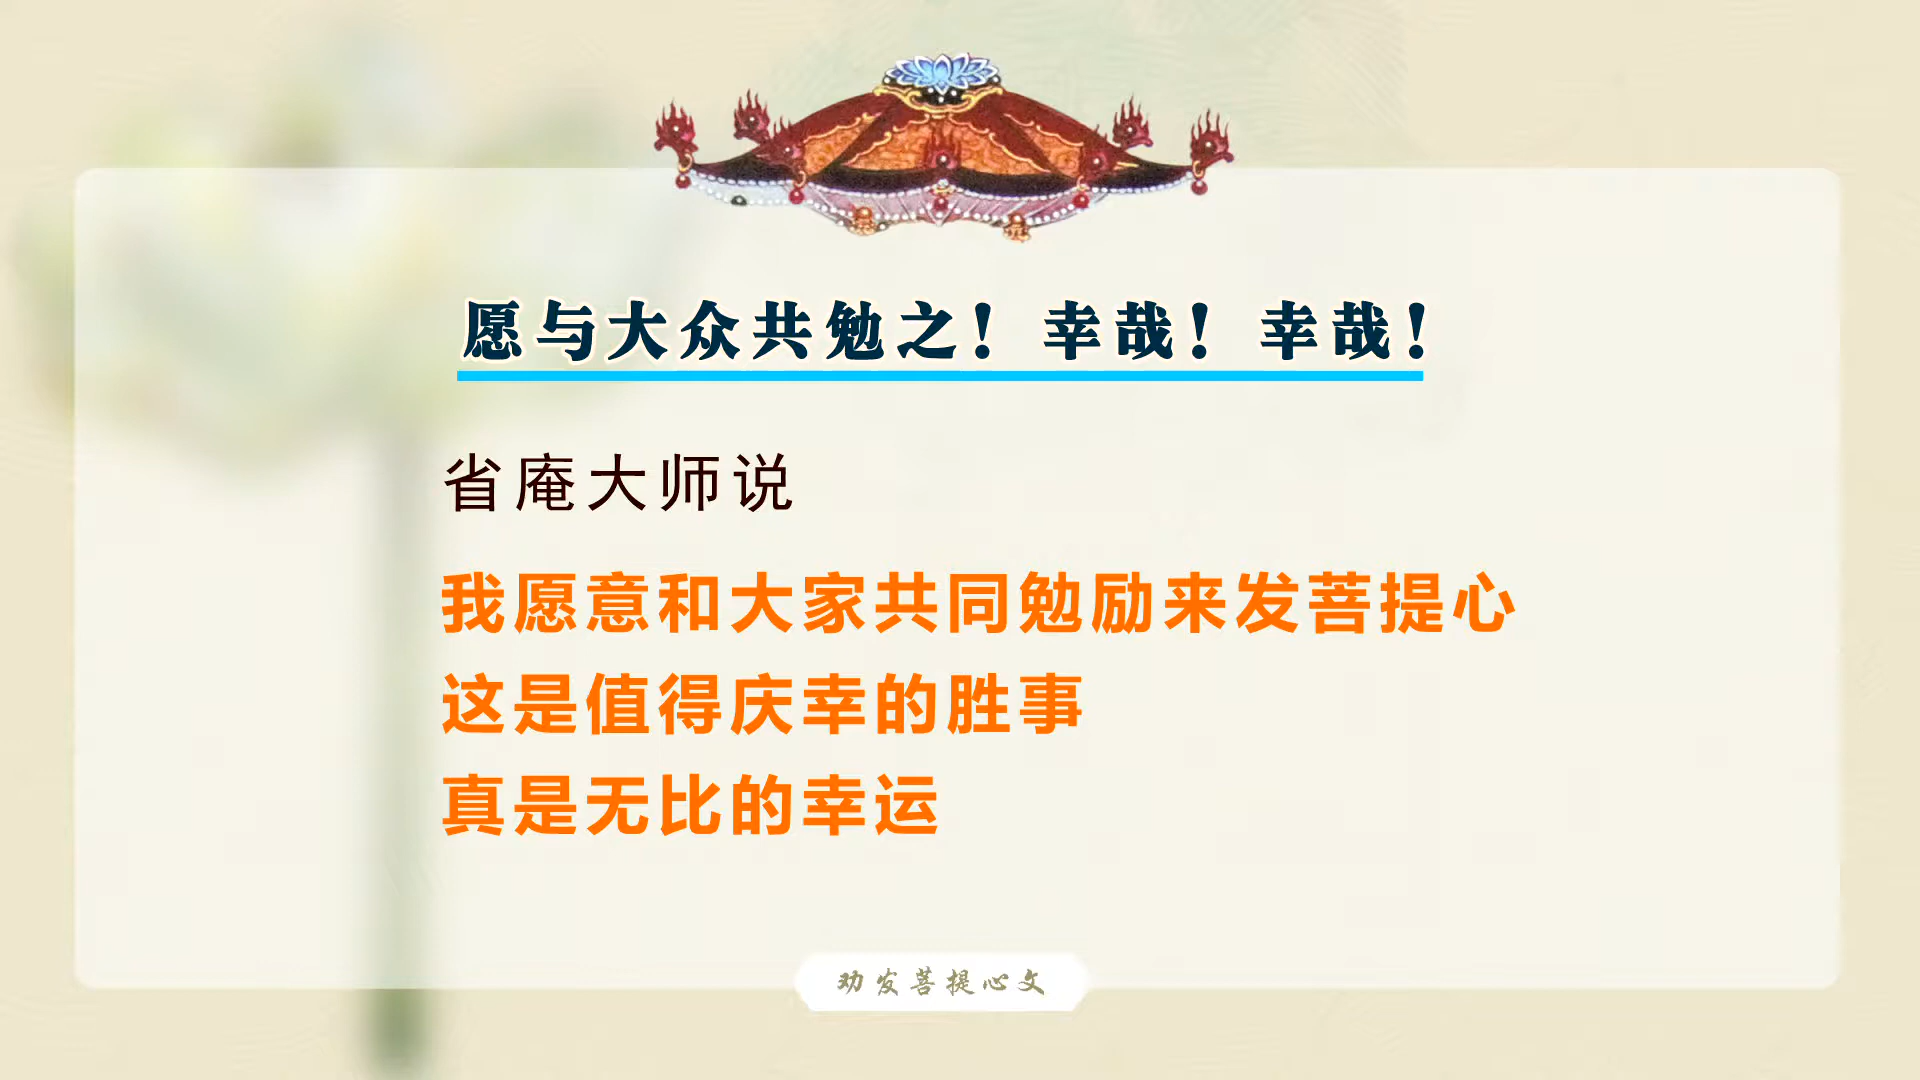 愿与大众共勉之！幸哉！幸哉！
省庵大师说
我愿意和大家共同勉励来发菩提心
这是值得庆幸的胜事
真是无比的幸运
劝发菩提心文